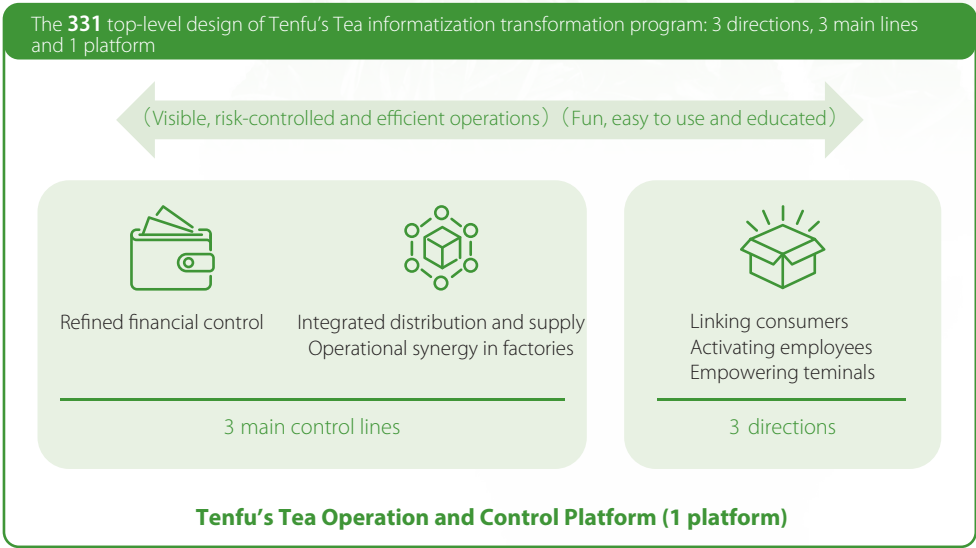 The 331 top-level design of Tenfu’s Tea informatization transformation program: 3 directions, 3 main lines
and 1 platform
（Visible, risk-controlled and efficient operations）（Fun, easy to use and educated）
Refined financial control
Integrated distribution and supply
Operational synergy in factories
3 main control lines
Linking consumers
Activating employees
Empowering teminals
3 directions
Tenfu’s Tea Operation and Control Platform (1 platform)